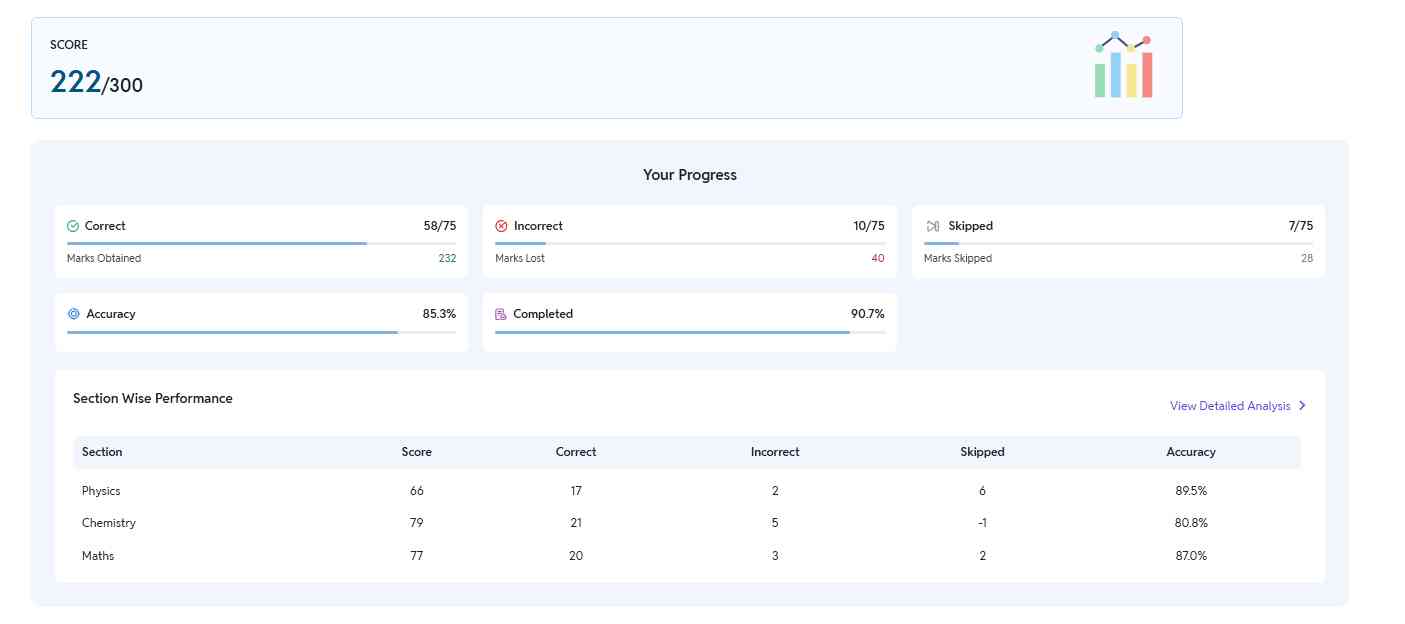 SCORE
222/300
Your Progress
Correct 58/75
Marks Obtained 232
Incorrect 10/75
Marks Lost 40
Skipped 7/75
Marks Skipped 28
Accuracy 85.3%
Completed 90.7%
Section Wise Performance
View Detailed Analysis
Section Score Correct Incorrect Skipped Accuracy
Physics 66 17 2 6 89.5%
Chemistry 79 21 5 -1 80.8%
Maths 77 20 3 2 87.0%